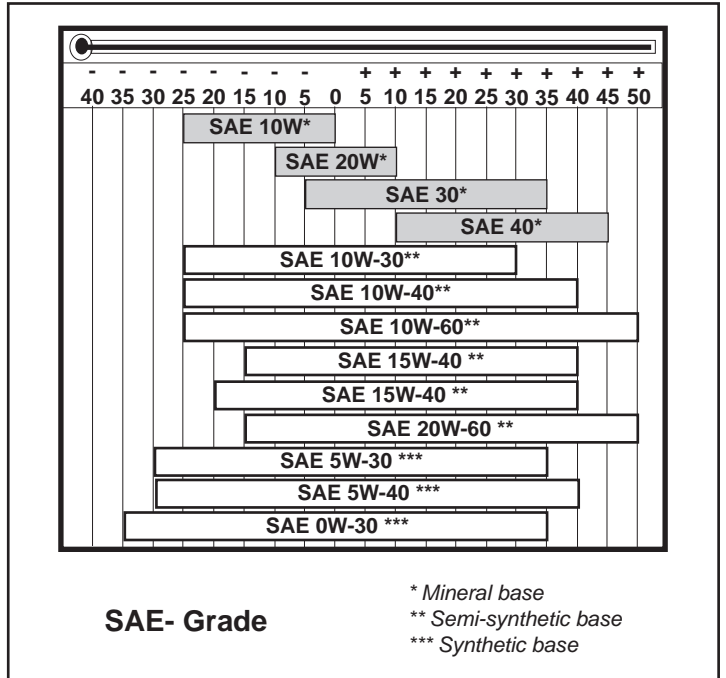 - - - - - - - - + + + + + + + + + +
40 35 30 25 20 15 10 5 0 5 10 15 20 25 30 35 40 45 50
SAE 10W*
SAE 20W*
SAE 30*
SAE 40*
SAE 10W-30**
SAE 10W-40**
SAE 10W-60**
SAE 15W-40 **
SAE 15W-40 **
SAE 20W-60 **
SAE 5W-30 ***
SAE 5W-40 ***
SAE 0W-30 ***
SAE- Grade
* Mineral base
** Semi-synthetic base
*** Synthetic base